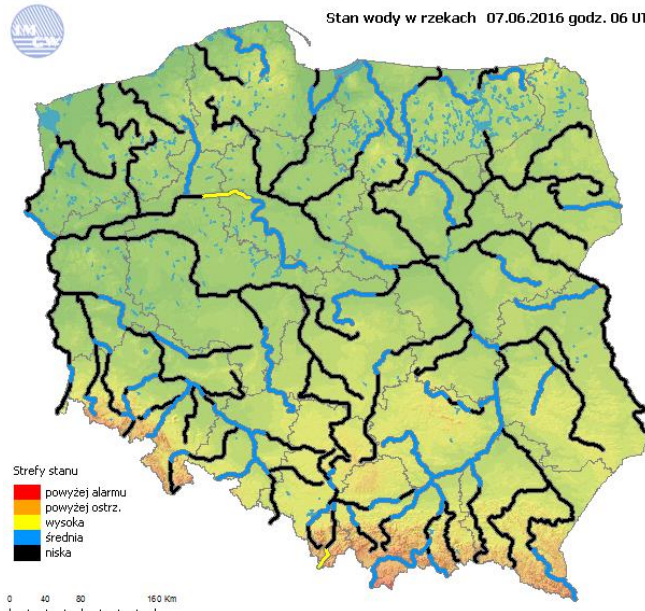 Stan wody w rzekach 07.06.2016 godz. 06 UT
Strefy stanu
powyżej alarmu
powyżej ostrz.
wysoka
średnia
niska
0 40 80 160 Km